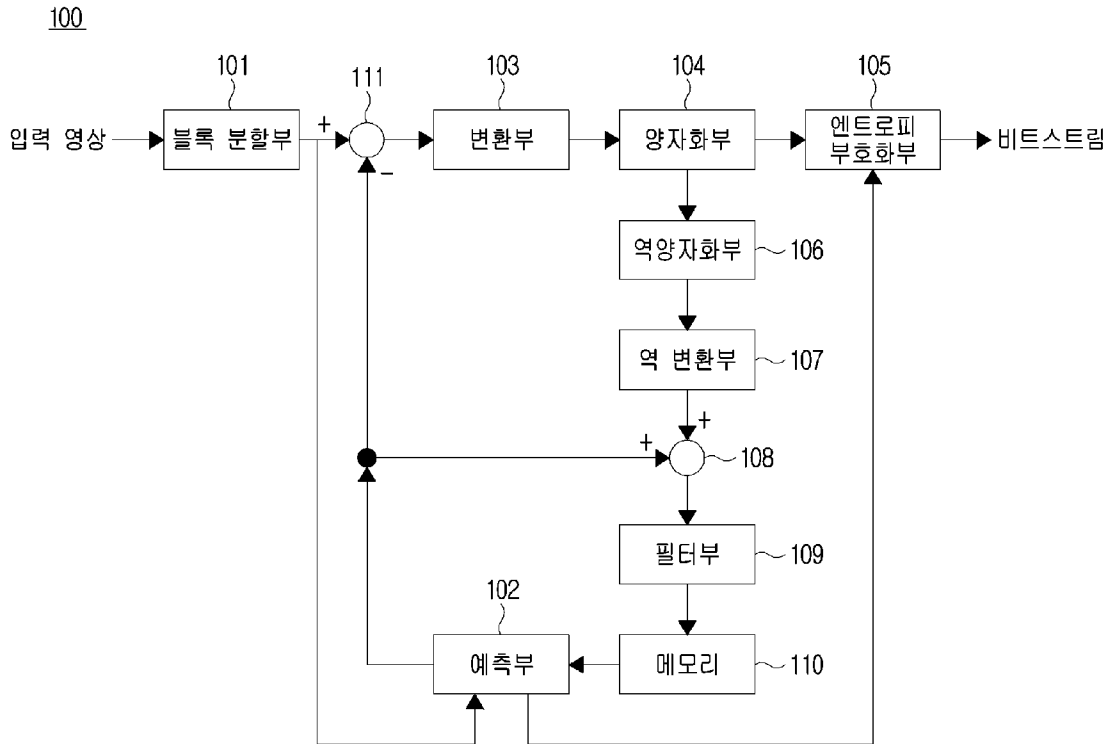 100
101
111
103
104
105
입력 영상
블록 분할부
+
-
변환부
양자화부
엔트로피
부호화부
비트스트림
역양자화부
106
역 변환부
107
+
+
108
필터부
109
102
예측부
메모리
110